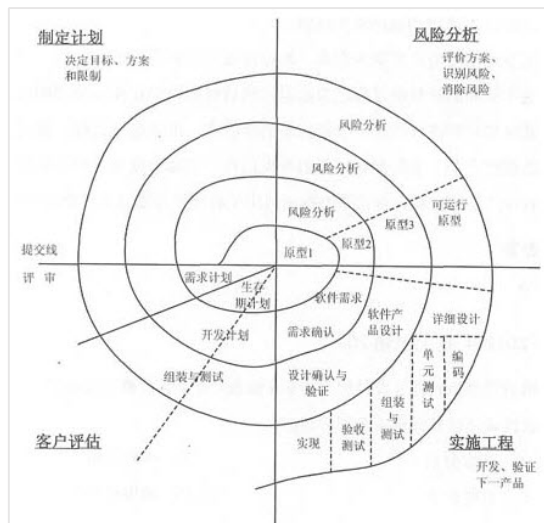 制定计划
决定目标、方案
和限制
风险分析
评价方案、
识别风险、
消除风险
风险分析
风险分析
风险分析
可运行
原型
原型3
原型2
原型1
提交线
评 审
需求计划
生存
期计划
开发计划
组装与测试
软件需求
需求确认
软件产
品设计
设计确认与
验证
详细设计
单元测试
编码
组装与测试
验收
测试
实现
客户评估
实施工程
开发、验证
下一产品